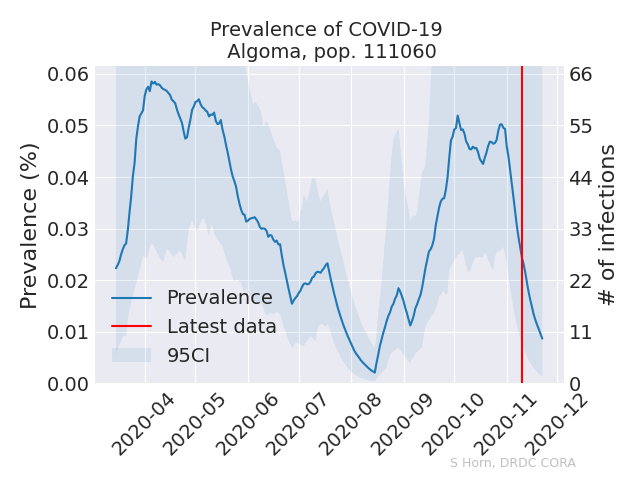 Prevalence of COVID-19
Algoma, pop. 111060
Prevalence (%)
0.06
0.05
0.04
0.03
0.02
0.01
0.00
66
55
44
33
22
11
0
# of infections
Prevalence
Latest data
95CI
2020-04
2020-05
2020-06
2020-07
2020-08
2020-09
2020-10
2020-11
2020-12
S Horn, DRDC CORA